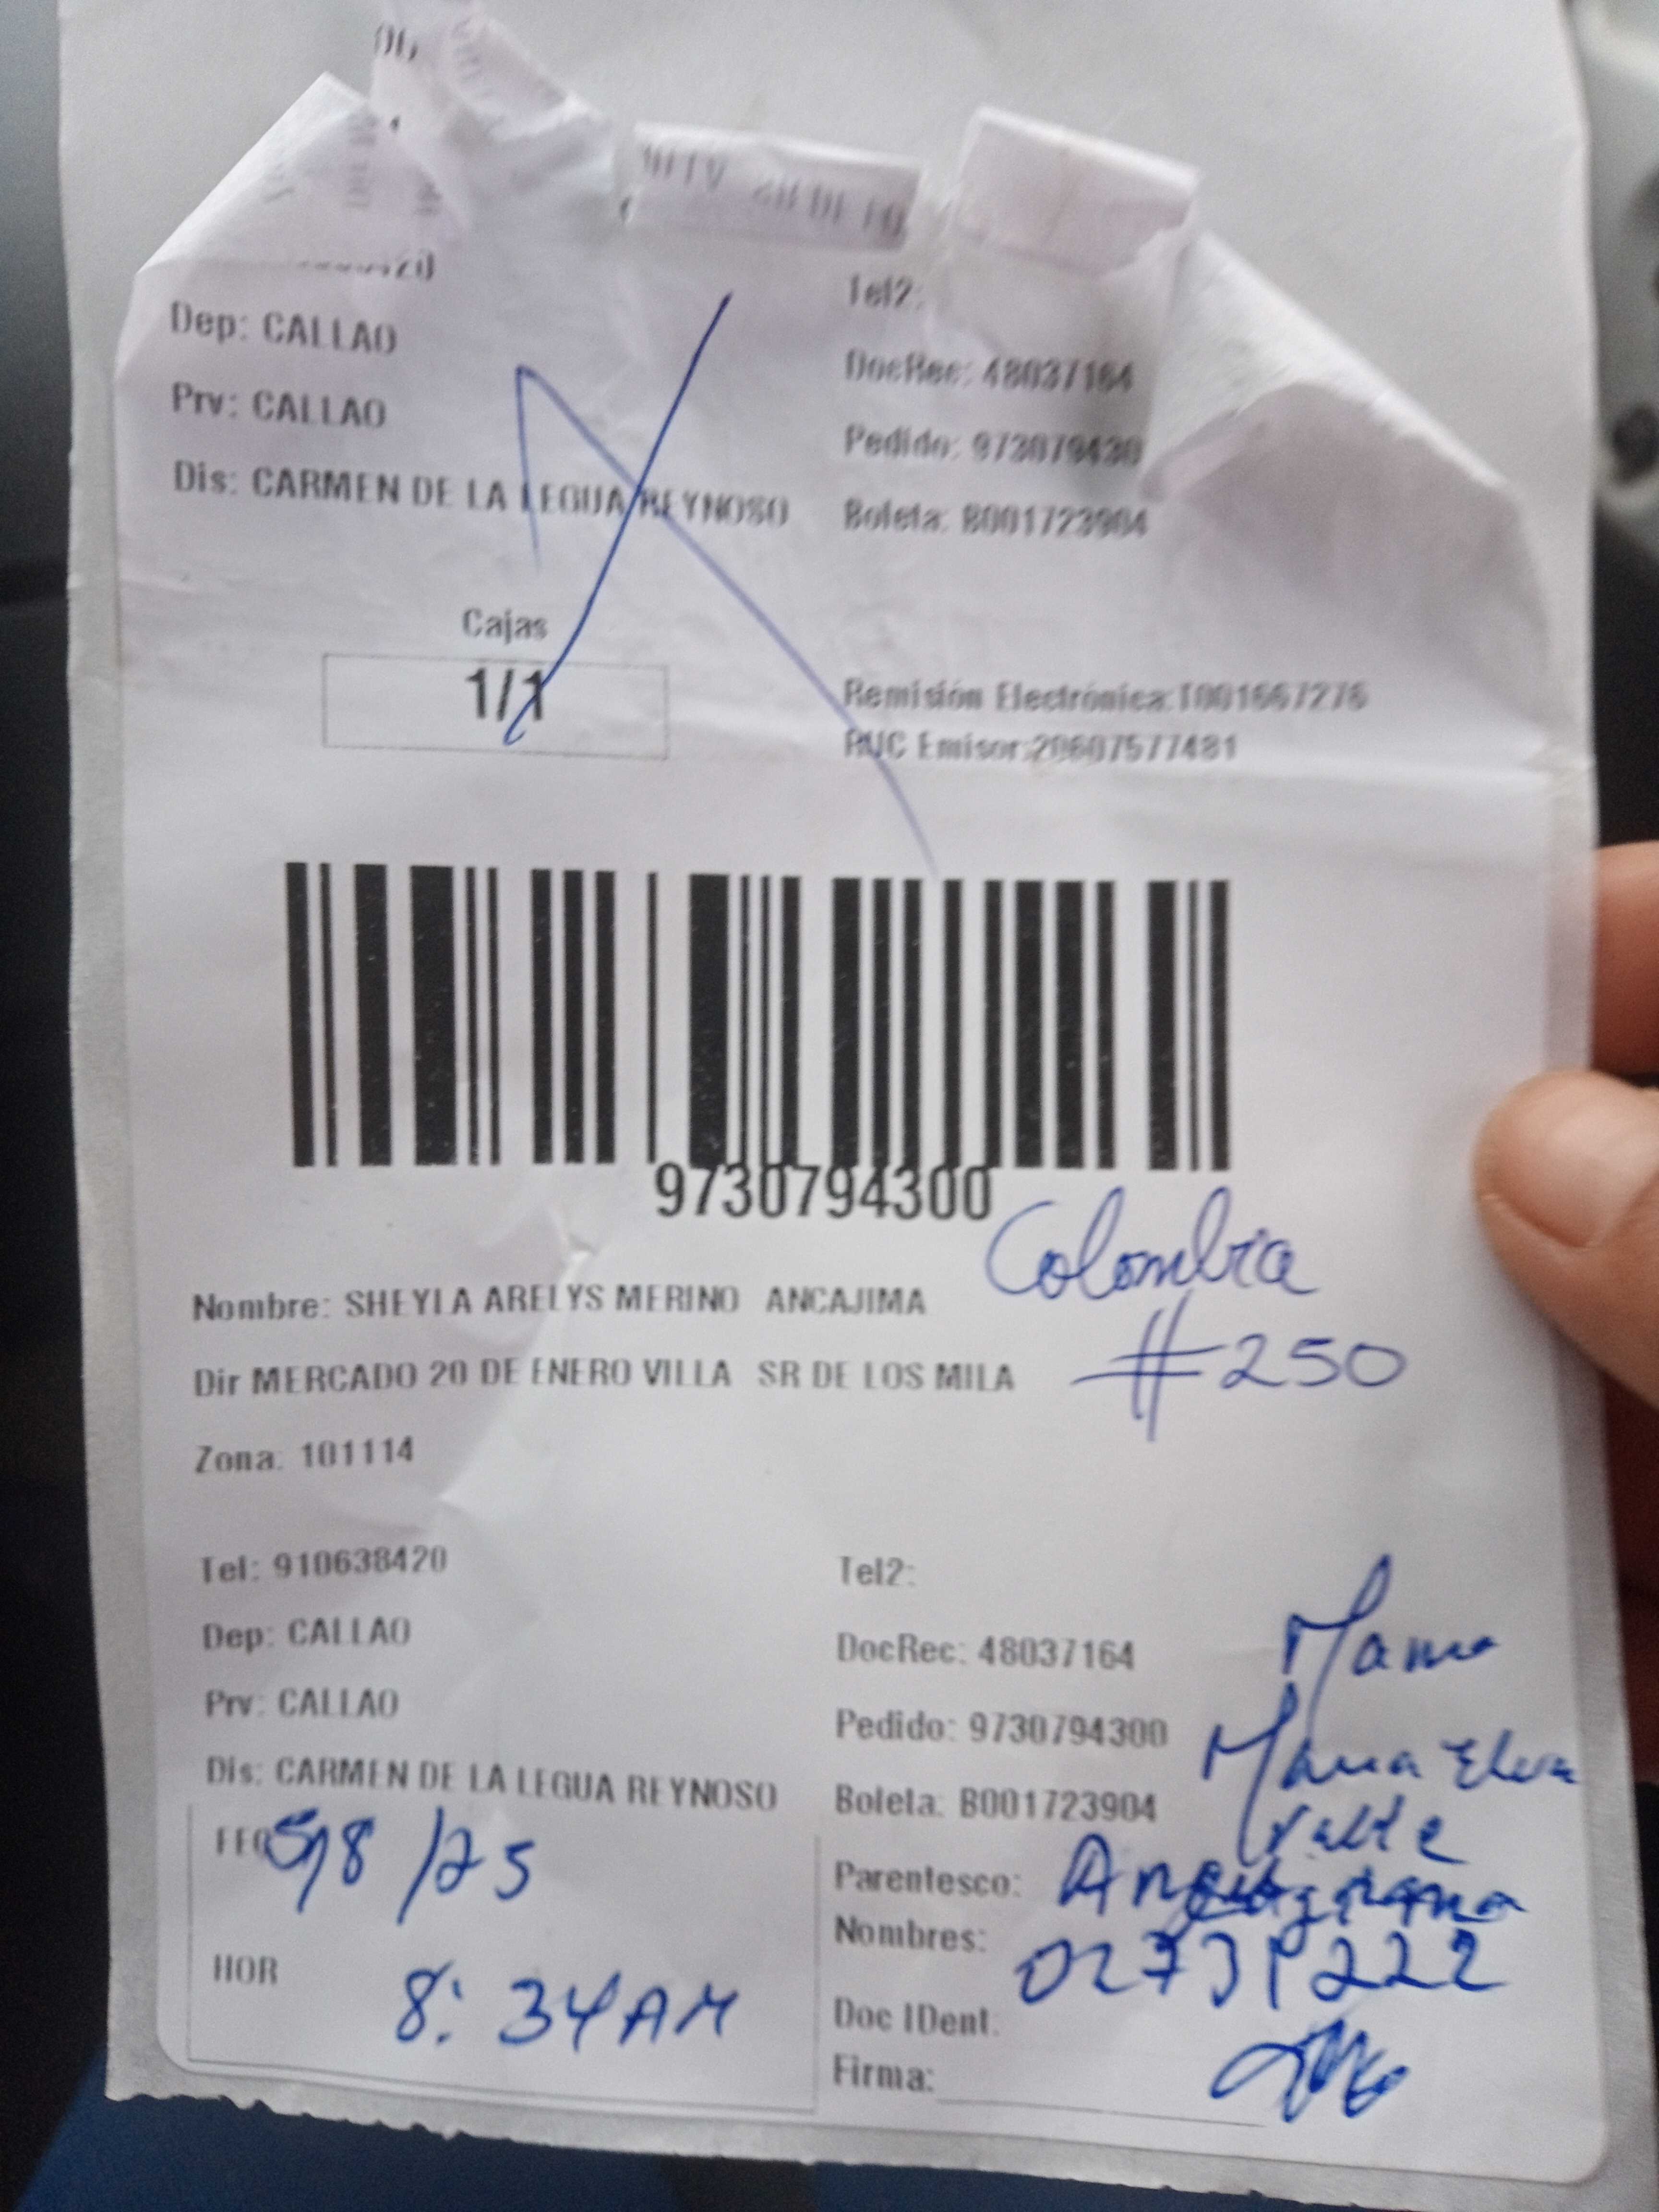 Tel2:
Dep: CALLAO
DocRec: 48037164
Prv: CALLAO
Pedido: 9730794300
Dis: CARMEN DE LA LEGUA REYNOSO
Boleta: B001723904
Cajas
1/1
Remisión Electrónica:T001667276
RUC Emisor:20607577481
9730794300
Colombia
#250
Nombre: SHEYLA ARELYS MERINO ANCAJIMA
Dir MERCADO 20 DE ENERO VILLA SR DE LOS MILA
Zona: 101114
Tel: 910638420
Tel2:
Dep: CALLAO
DocRec: 48037164
Mama
Prv: CALLAO
Pedido: 9730794300
Maria Elva
Dis: CARMEN DE LA LEGUA REYNOSO
Boleta: B001723904
FEC 5/8/25
Parentesco:
Nombres:
HOR 8:34AM
Doc IDent:
Firma: